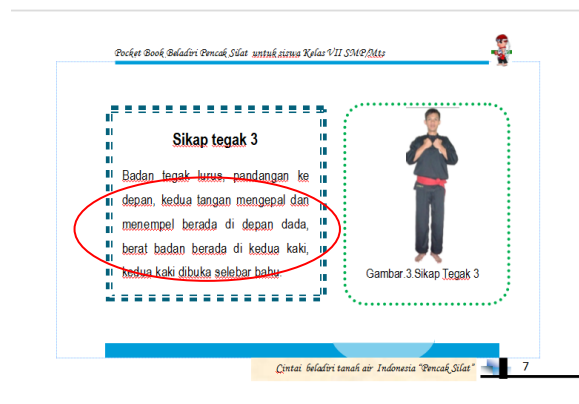 Pocket Book Beladiri Pencak Silat untuk siswa Kelas VII SMP/Mts
Sikap tegak 3
Badan tegak lurus, pandangan ke
depan, kedua tangan mengepal dan
menempel berada di depan dada,
berat badan berada di kedua kaki,
kedua kaki dibuka selebar bahu.
Gambar.3.Sikap Tegak 3
Cintai beladiri tanah air Indonesia "Pencak Silat"
7